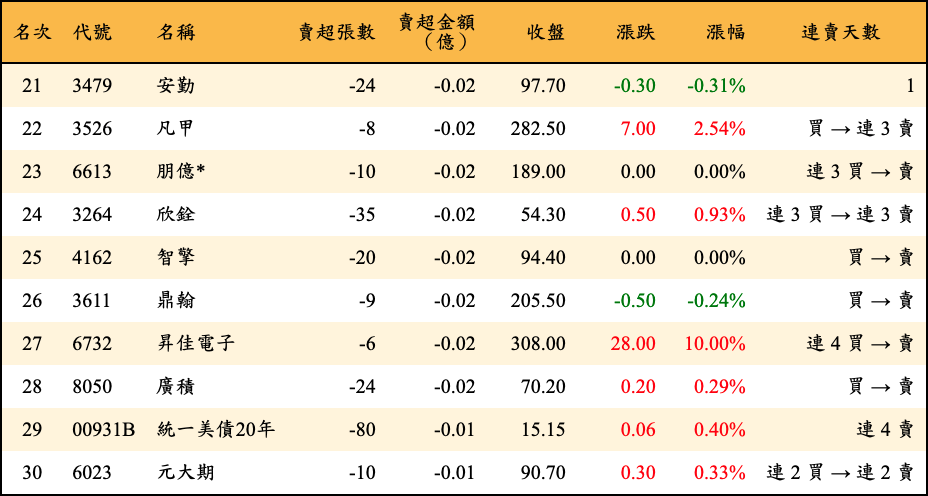 名次 代號 名稱 賣超張數 賣超金額（億） 收盤 漲跌 漲幅 連賣天數
21 3479 安勤 -24 -0.02 97.70 -0.30 -0.31% 1
22 3526 凡甲 -8 -0.02 282.50 7.00 2.54% 買 → 連 3 賣
23 6613 朋億* -10 -0.02 189.00 0.00 0.00% 連 3 買 → 賣
24 3264 欣銓 -35 -0.02 54.30 0.50 0.93% 連 3 買 → 連 3 賣
25 4162 智擎 -20 -0.02 94.40 0.00 0.00% 買 → 賣
26 3611 鼎翰 -9 -0.02 205.50 -0.50 -0.24% 買 → 賣
27 6732 昇佳電子 -6 -0.02 308.00 28.00 10.00% 連 4 買 → 賣
28 8050 廣積 -24 -0.02 70.20 0.20 0.29% 買 → 賣
29 00931B 統一美債20年 -80 -0.01 15.15 0.06 0.40% 連 4 賣
30 6023 元大期 -10 -0.01 90.70 0.30 0.33% 連 2 買 → 連 2 賣